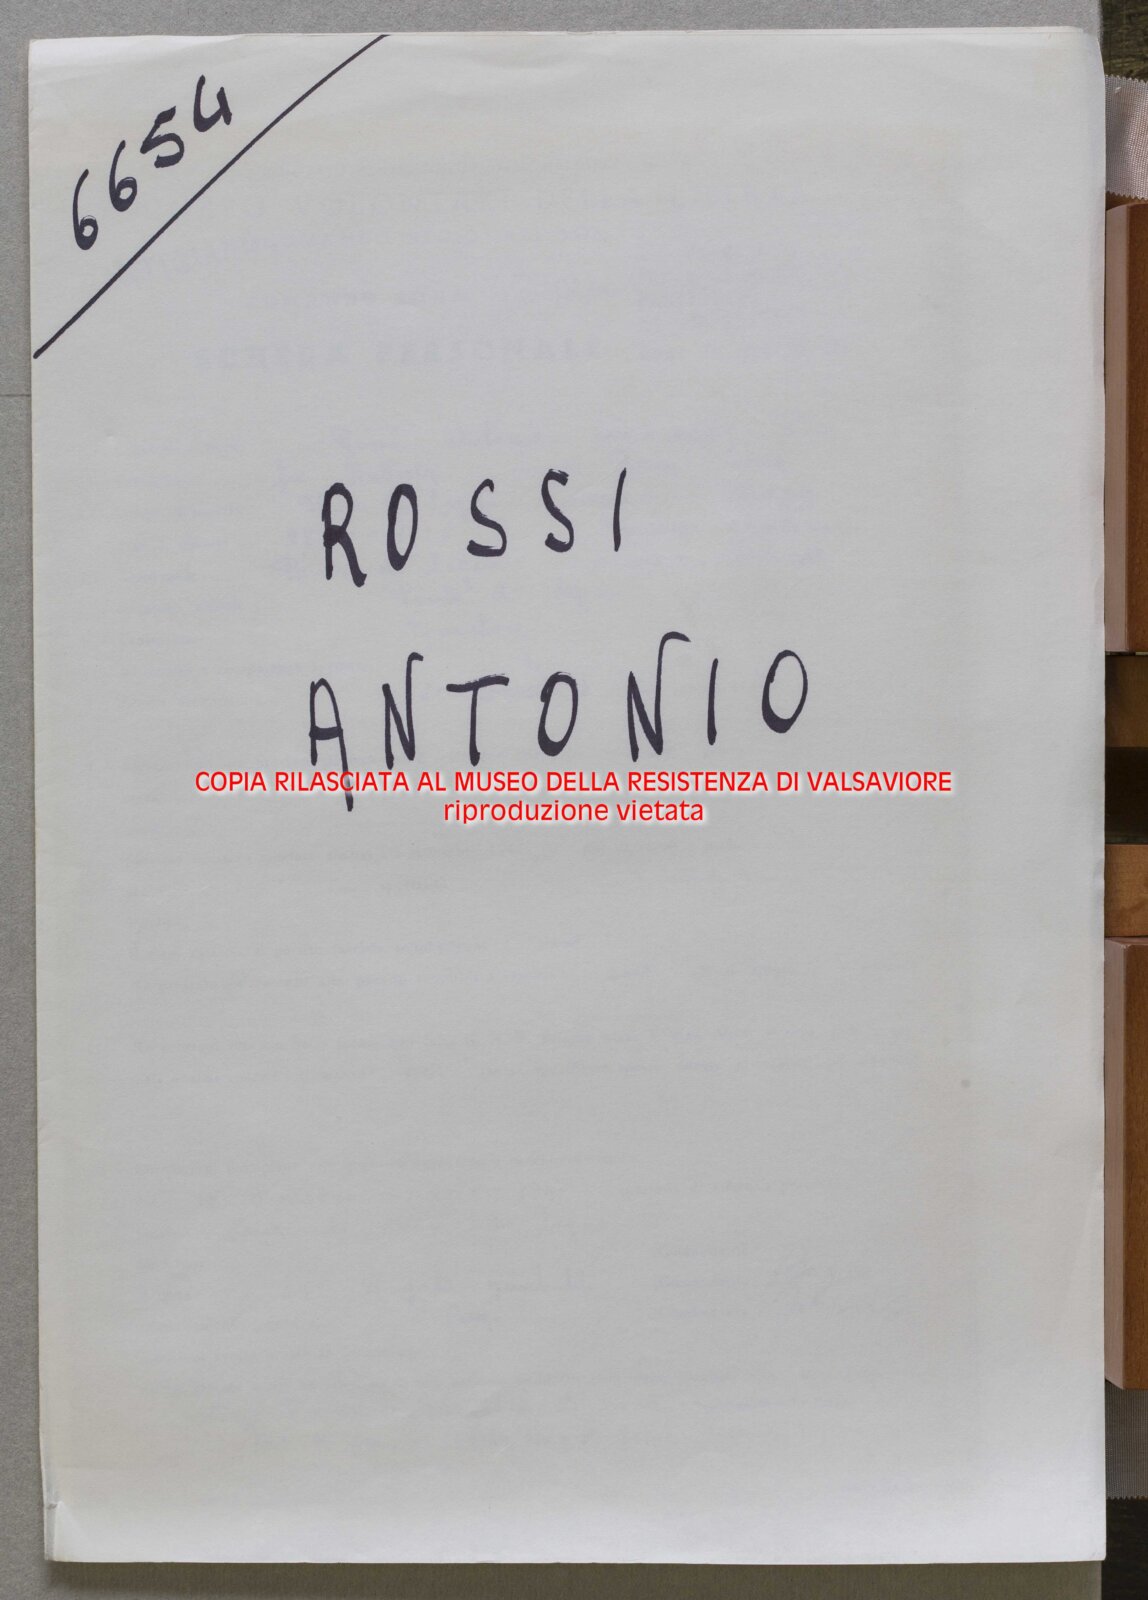 6654
ROSSI
ANTONIO
COPIA RILASCIATA AL MUSEO DELLA RESISTENZA DI VALSAVIORE
riproduzione vietata